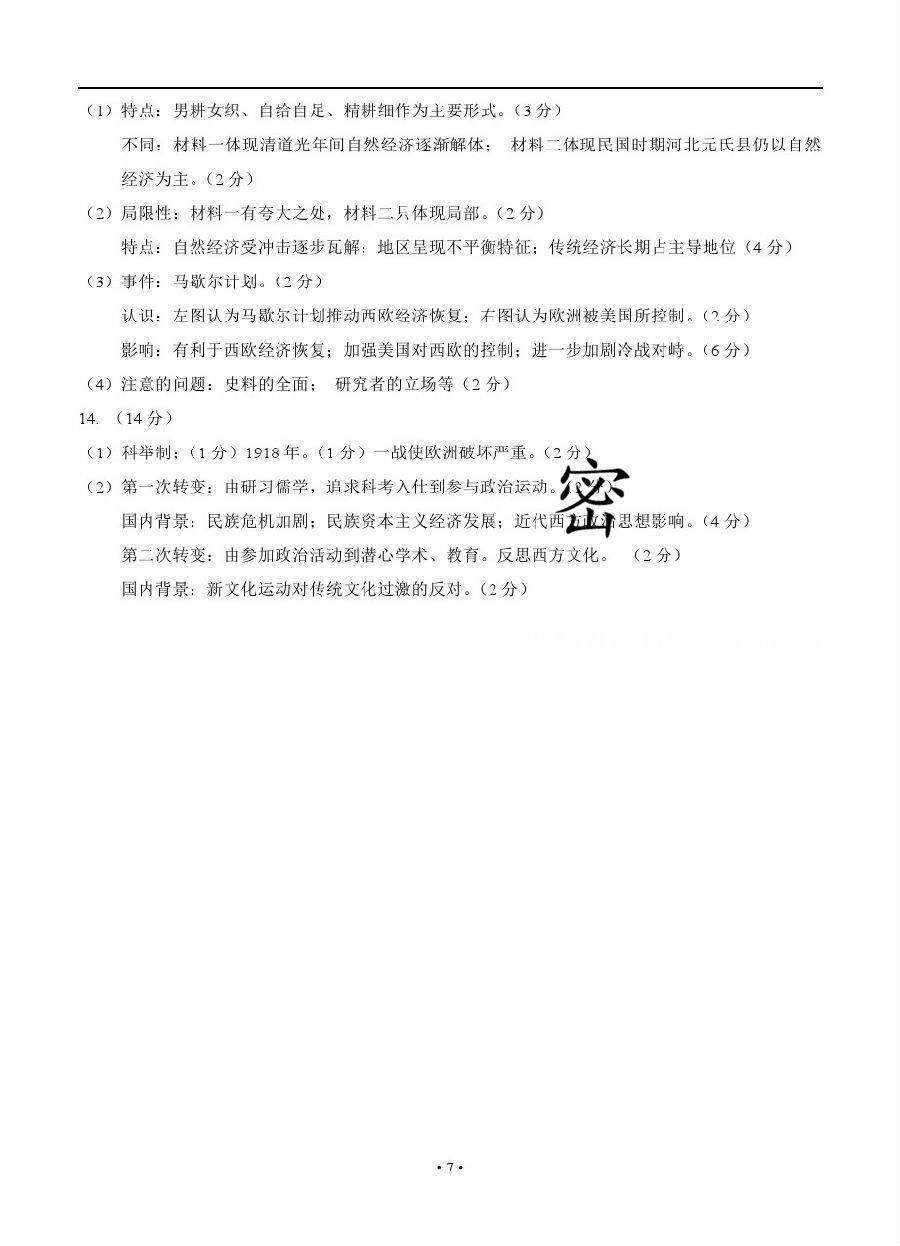 （1）特点：男耕女织、自给自足、精耕细作为主要形式。（3 分）
不同：材料一体现清道光年间自然经济逐渐解体； 材料二体现民国时期河北元氏县仍以自然
经济为主。（2 分）
（2）局限性：材料一有夸大之处，材料二只体现局部。（2 分）
特点：自然经济受冲击逐步瓦解；地区呈现不平衡特征；传统经济长期占主导地位（4 分）
（3）事件：马歇尔计划。（2 分）
认识：左图认为马歇尔计划推动西欧经济恢复；右图认为欧洲被美国所控制。（2 分）
影响：有利于西欧经济恢复；加强美国对西欧的控制；进一步加剧冷战对峙。（6 分）
（4）注意的问题：史料的全面； 研究者的立场等（2 分）
14. （14 分）
（1）科举制；（1 分）1918 年。（1 分）一战使欧洲破坏严重。（2 分）
（2）第一次转变：由研习儒学，追求科考入仕到参与政治运动。（2 分）
密
国内背景：民族危机加剧；民族资本主义经济发展；近代西方政治思想影响。（4 分）
第二次转变：由参加政治活动到潜心学术、教育。反思西方文化。 （2 分）
国内背景：新文化运动对传统文化过激的反对。（2 分）
• 7 •